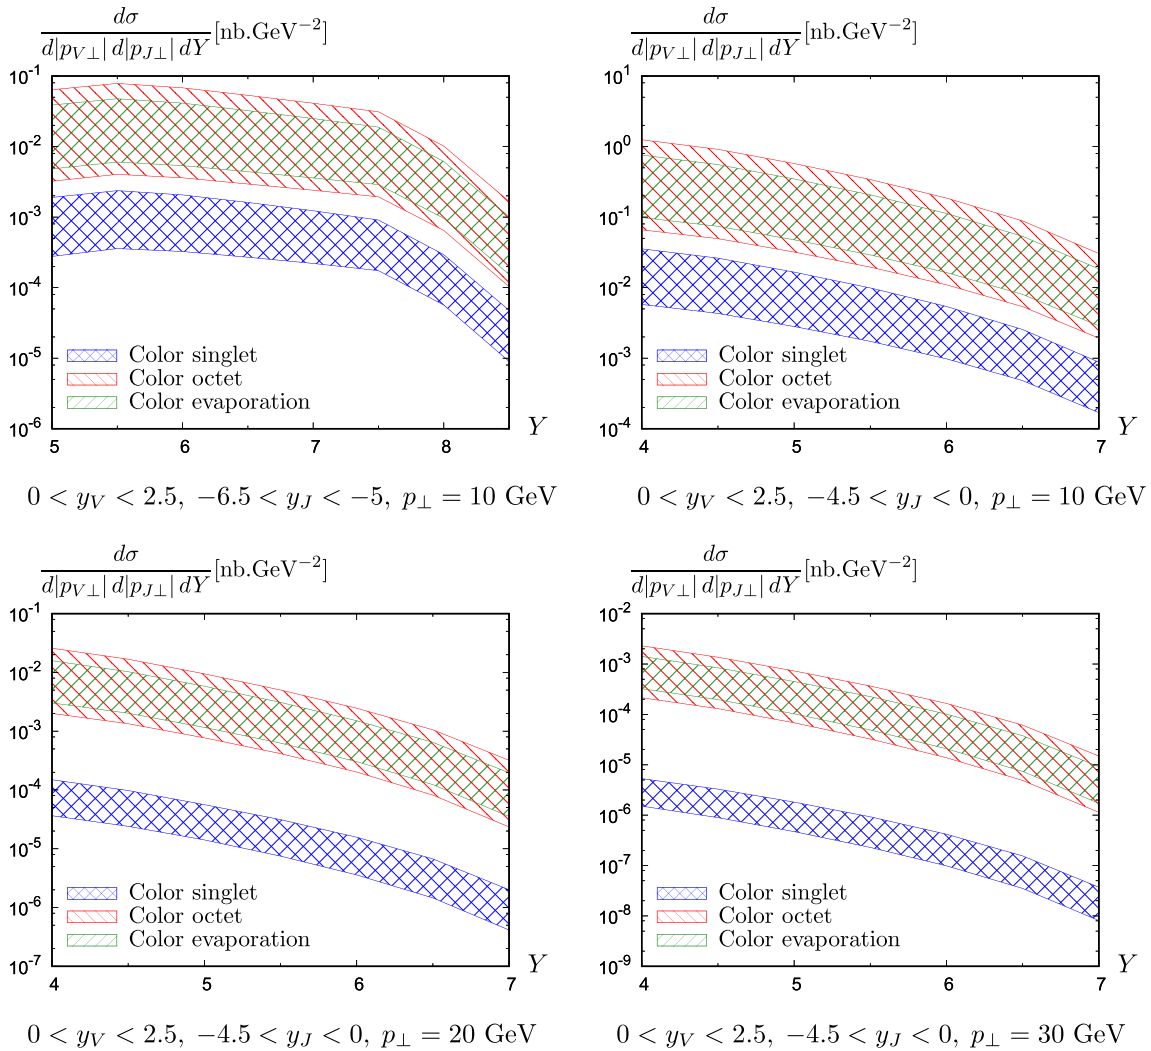 dσ
d|p_{V⊥}| d|p_{J⊥}| dY [nb.GeV^{−2}]
10^{-1}
10^{-2}
10^{-3}
10^{-4}
10^{-5}
10^{-6}
Color singlet
Color octet
Color evaporation
5 6 7 8 Y
0 < y_V < 2.5, −6.5 < y_J < −5, p_⊥ = 10 GeV
dσ
d|p_{V⊥}| d|p_{J⊥}| dY [nb.GeV^{−2}]
10^{1}
10^{0}
10^{-1}
10^{-2}
10^{-3}
10^{-4}
Color singlet
Color octet
Color evaporation
4 5 6 7 Y
0 < y_V < 2.5, −4.5 < y_J < 0, p_⊥ = 10 GeV
dσ
d|p_{V⊥}| d|p_{J⊥}| dY [nb.GeV^{−2}]
10^{-1}
10^{-2}
10^{-3}
10^{-4}
10^{-5}
10^{-6}
10^{-7}
Color singlet
Color octet
Color evaporation
4 5 6 7 Y
0 < y_V < 2.5, −4.5 < y_J < 0, p_⊥ = 20 GeV
dσ
d|p_{V⊥}| d|p_{J⊥}| dY [nb.GeV^{−2}]
10^{-2}
10^{-3}
10^{-4}
10^{-5}
10^{-6}
10^{-7}
10^{-8}
10^{-9}
Color singlet
Color octet
Color evaporation
4 5 6 7 Y
0 < y_V < 2.5, −4.5 < y_J < 0, p_⊥ = 30 GeV